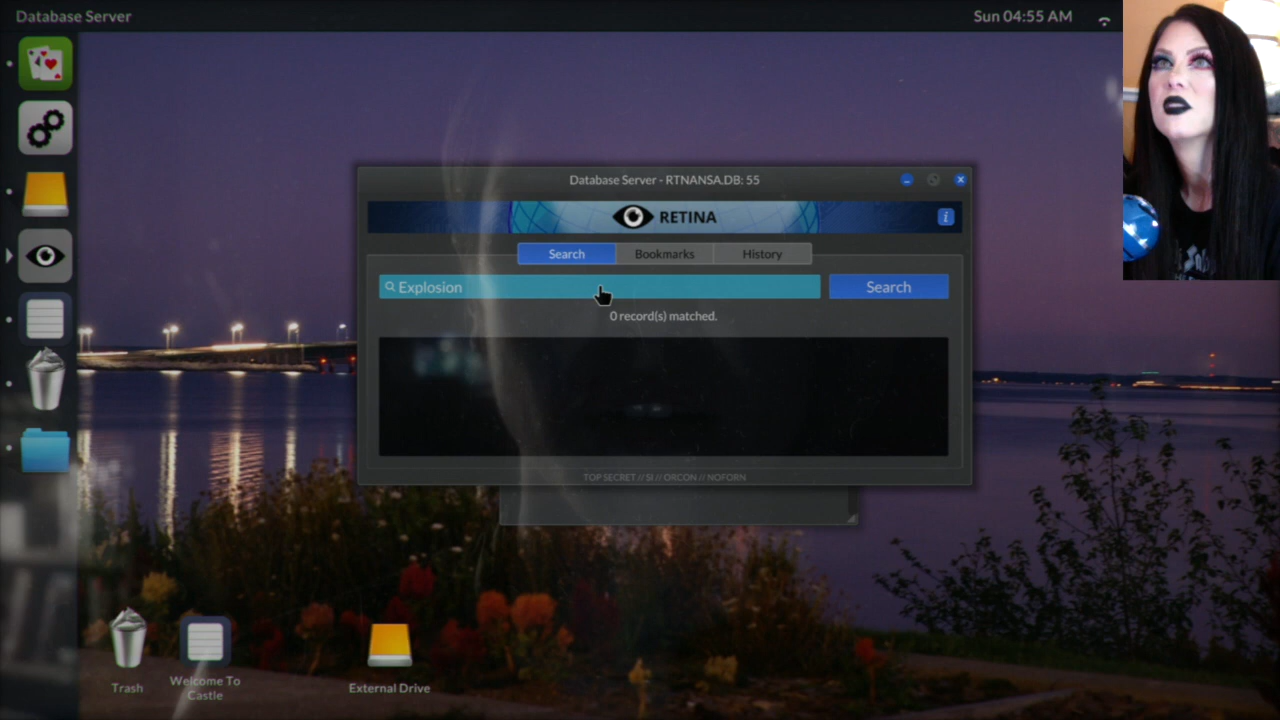 Database Server
Sun 04:55 AM
Database Server - RTNANSA.DB: 55
RETINA
i
Search
Bookmarks
History
Explosion
Search
0 record(s) matched.
TOP SECRET // SI // ORCON // NOFORN
Trash
Welcome To
Castle
External Drive